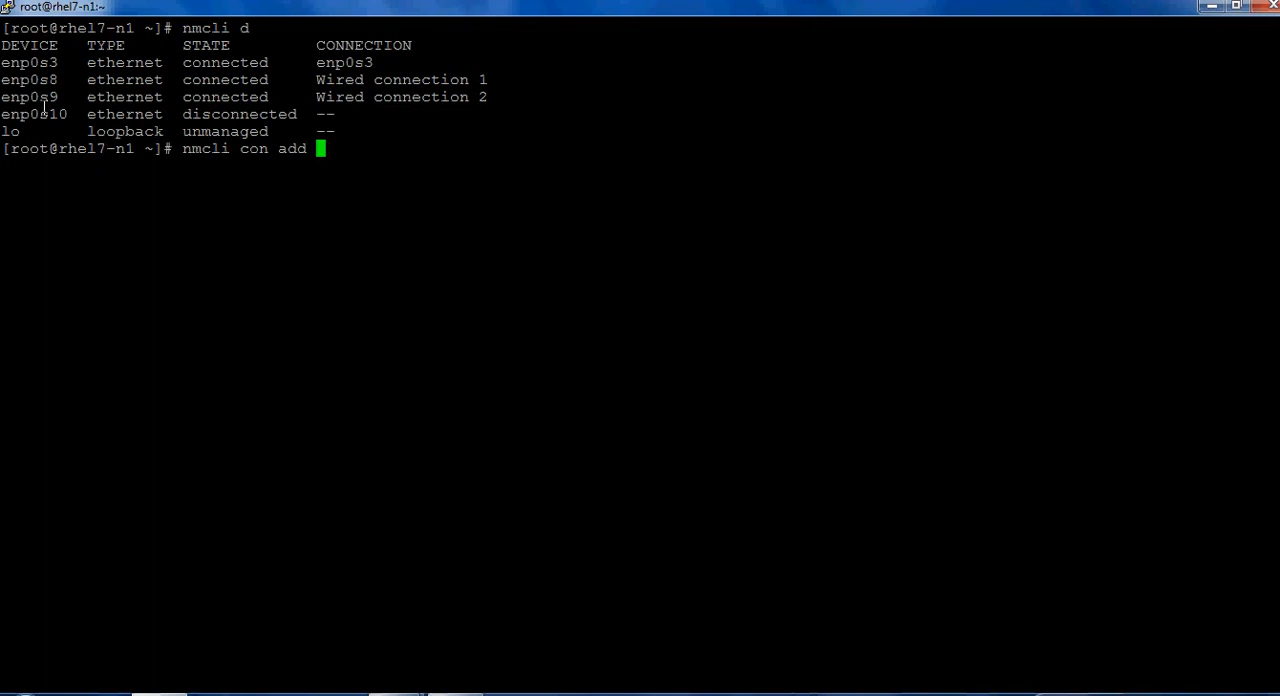 root@rhel7-n1:~
[root@rhel7-n1 ~]# nmcli d
DEVICE   TYPE      STATE         CONNECTION
enp0s3   ethernet  connected     enp0s3
enp0s8   ethernet  connected     Wired connection 1
enp0s9   ethernet  connected     Wired connection 2
enp0s10  ethernet  disconnected  --
lo       loopback  unmanaged     --
[root@rhel7-n1 ~]# nmcli con add